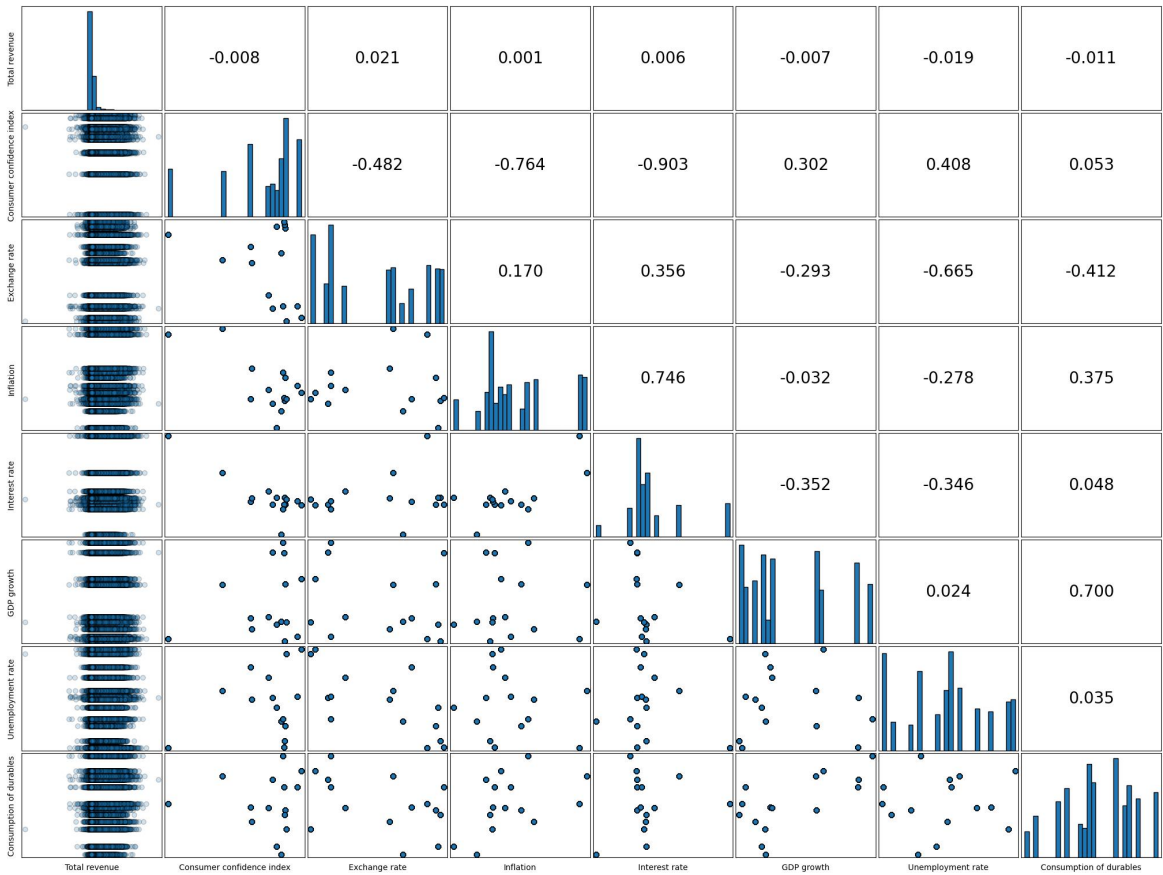 Total revenue
-0.008
0.021
0.001
0.006
-0.007
-0.019
-0.011
Consumer confidence index
-0.482
-0.764
-0.903
0.302
0.408
0.053
Exchange rate
0.170
0.356
-0.293
-0.665
-0.412
Inflation
0.746
-0.032
-0.278
0.375
Interest rate
-0.352
-0.346
0.048
GDP growth
0.024
0.700
Unemployment rate
0.035
Consumption of durables
Total revenue
Consumer confidence index
Exchange rate
Inflation
Interest rate
GDP growth
Unemployment rate
Consumption of durables